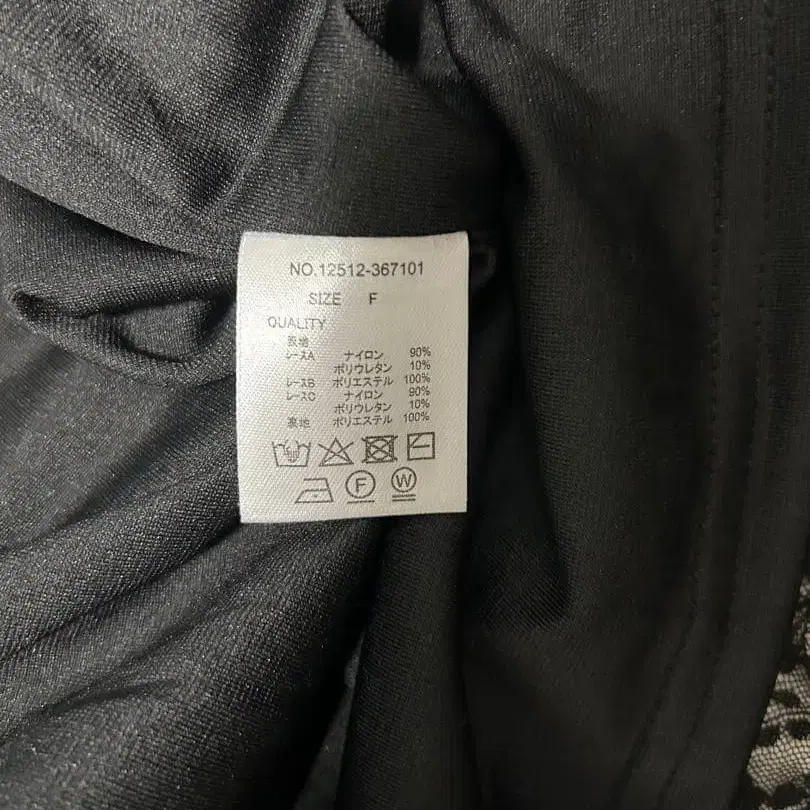 NO.12512-367101
SIZE F
QUALITY
表地
レースA ナイロン 90%
ポリウレタン 10%
レースB ポリエステル 100%
レースC ナイロン 90%
ポリウレタン 10%
裏地 ポリエステル 100%
F W